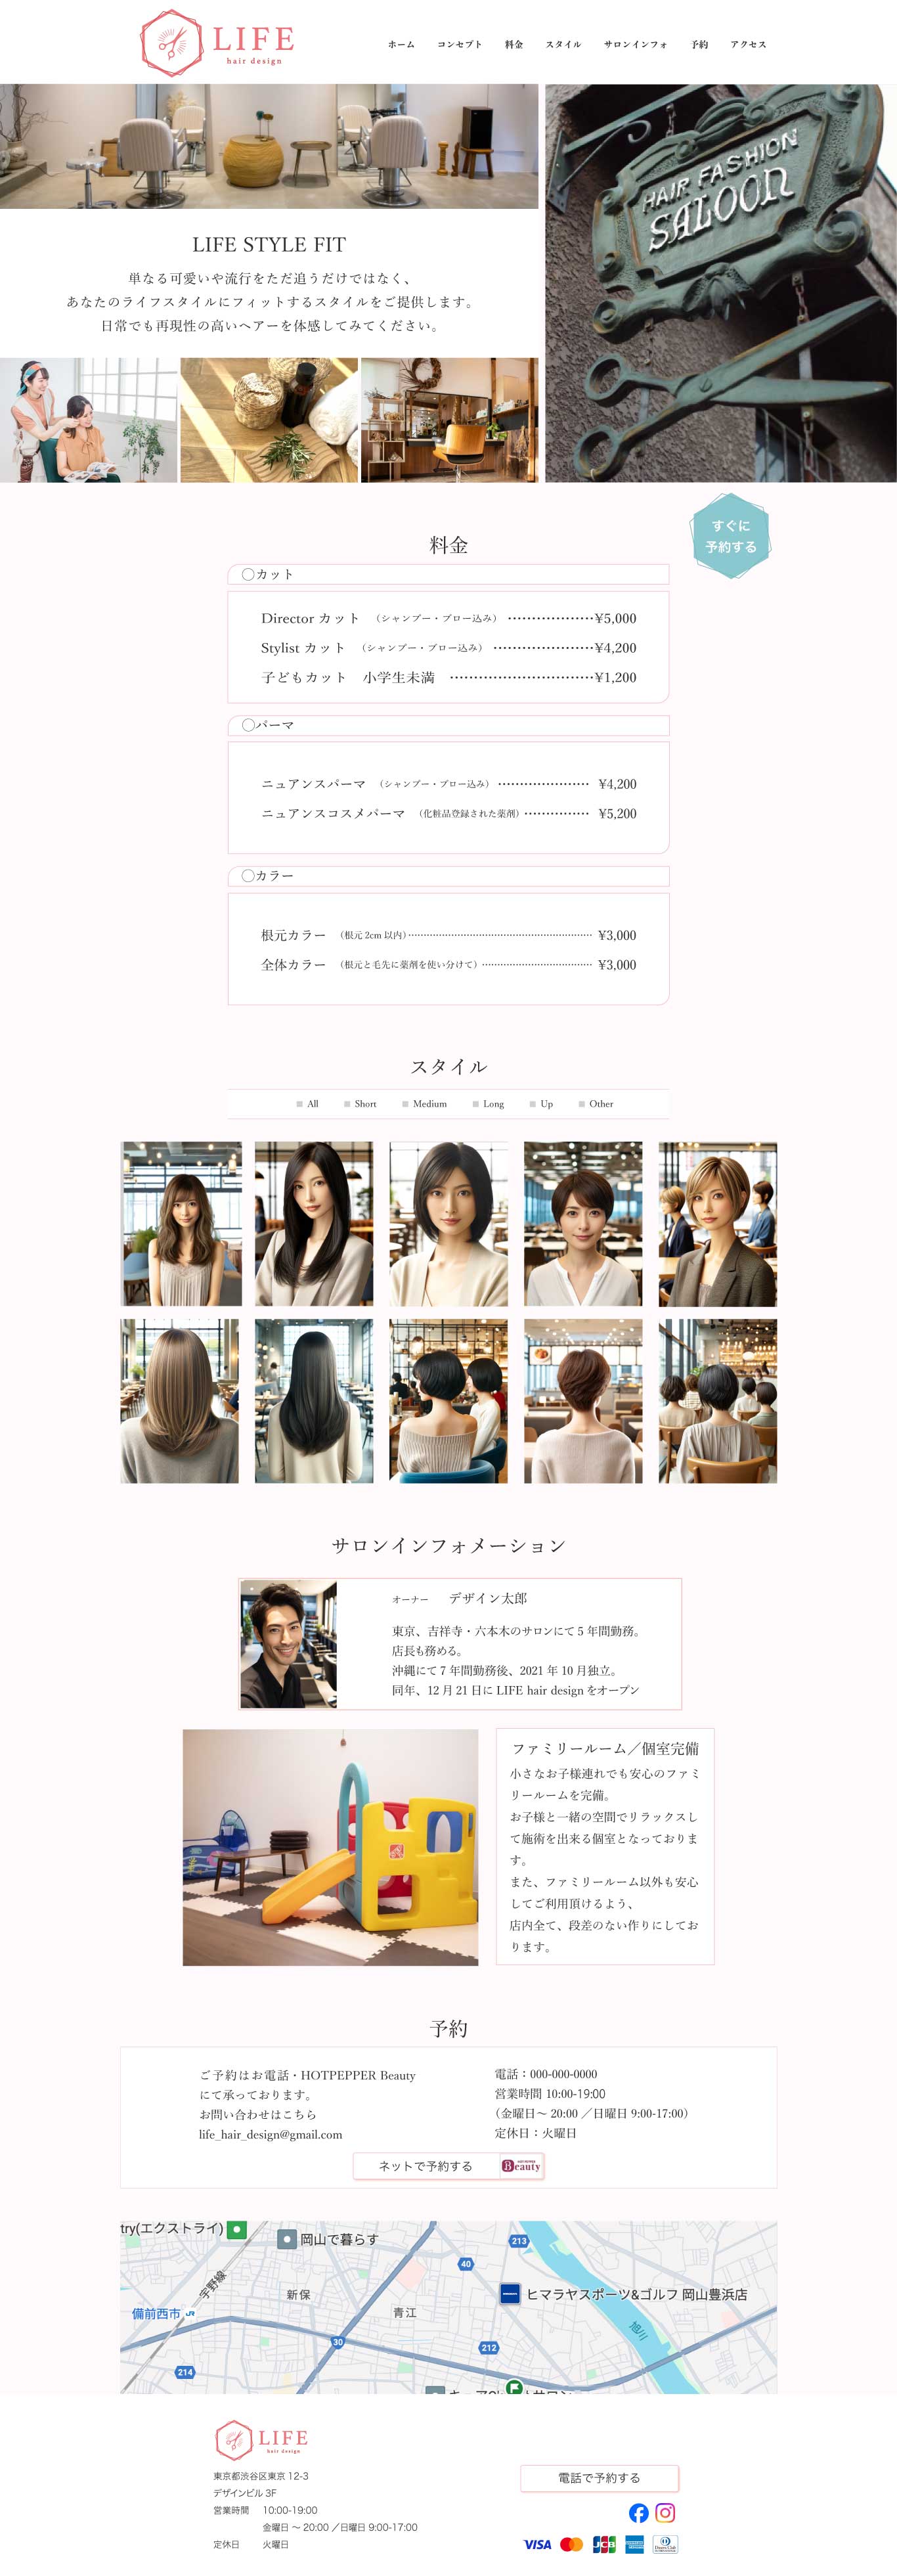 LIFE
hair design
ホーム コンセプト 料金 スタイル サロンインフォ 予約 アクセス
HAIR FASHION
SALOON
LIFE STYLE FIT
単なる可愛いや流行をただ追うだけではなく、
あなたのライフスタイルにフィットするスタイルをご提供します。
日常でも再現性の高いヘアーを体感してみてください。
すぐに
予約する
料金
〇カット
Director カット （シャンプー・ブロー込み） ··················¥5,000
Stylist カット （シャンプー・ブロー込み） ·····················¥4,200
子どもカット 小学生未満 ······························¥1,200
〇パーマ
ニュアンスパーマ （シャンプー・ブロー込み） ··················· ¥4,200
ニュアンスコスメパーマ （化粧品登録された薬剤） ·············· ¥5,200
〇カラー
根元カラー （根元 2cm 以内） ······························ ¥3,000
全体カラー （根元と毛先に薬剤を使い分けて） ···················· ¥3,000
スタイル
All Short Medium Long Up Other
サロンインフォメーション
オーナー デザイン太郎
東京、吉祥寺・六本木のサロンにて 5 年間勤務。
店長も務める。
沖縄にて 7 年間勤務後、2021 年 10 月独立。
同年、12 月 21 日に LIFE hair design をオープン
ファミリールーム／個室完備
小さなお子様連れでも安心のファミ
リールームを完備。
お子様と一緒の空間でリラックスし
て施術を出来る個室となっておりま
す。
また、ファミリールーム以外も安心
してご利用頂けるよう、
店内全て、段差のない作りにしてお
ります。
予約
ご予約はお電話・HOTPEPPER Beauty
にて承っております。
お問い合わせはこちら
life_hair_design@gmail.com
電話：000-000-0000
営業時間 10:00-19:00
（金曜日～ 20:00 ／日曜日 9:00-17:00）
定休日：火曜日
ネットで予約する
Beauty
try(エクストライ)
岡山で暮らす
213
40
宇野線
新保
ヒマラヤスポーツ&ゴルフ 岡山豊浜店
備前西市 JR
青江
旭川
30
212
214
LIFE
hair design
東京都渋谷区東京 12-3
デザインビル 3F
営業時間 10:00-19:00
金曜日 ～ 20:00 ／日曜日 9:00-17:00
定休日 火曜日
電話で予約する
VISA
JCB